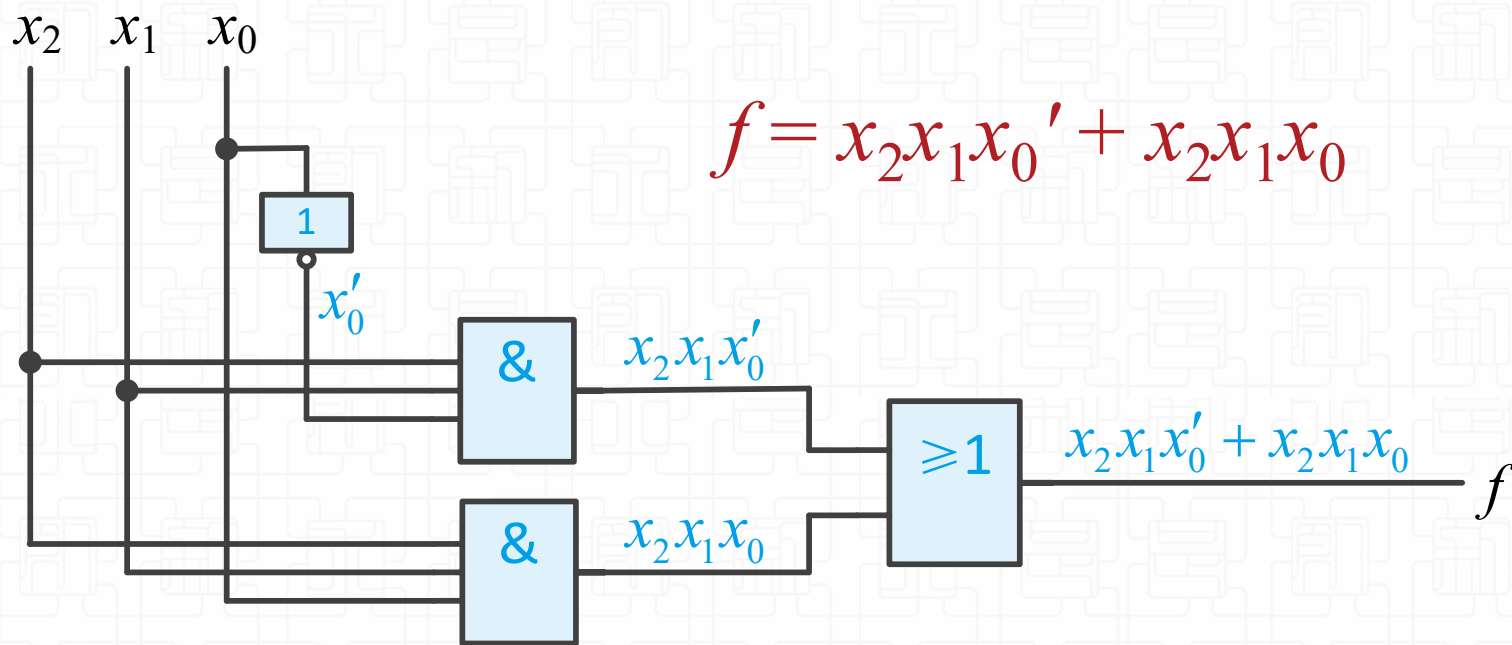 x₂ x₁ x₀
f = x₂x₁x₀′ + x₂x₁x₀
1
x₀′
&
x₂x₁x₀′
≥1
x₂x₁x₀′ + x₂x₁x₀
f
&
x₂x₁x₀